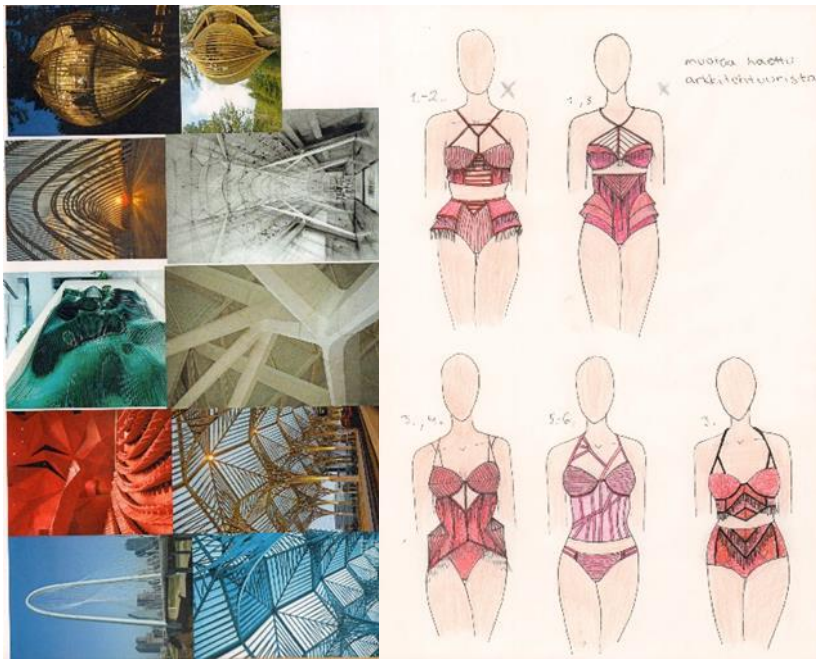 1.-2.
1., 3
muotoa haettu
arkkitehtuurista
3., 4.
5.-6.
3.